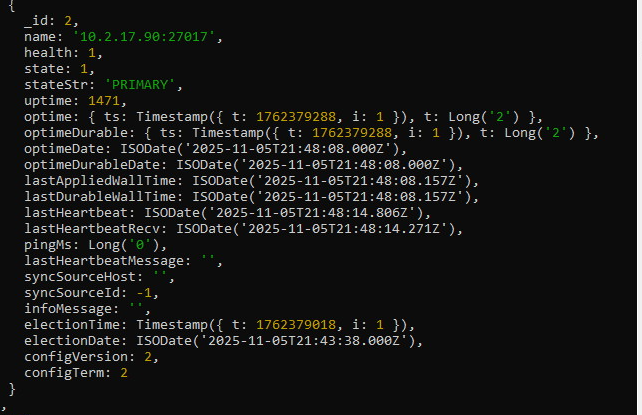 {
_id: 2,
name: '10.2.17.90:27017',
health: 1,
state: 1,
stateStr: 'PRIMARY',
uptime: 1471,
optime: { ts: Timestamp({ t: 1762379288, i: 1 }), t: Long('2') },
optimeDurable: { ts: Timestamp({ t: 1762379288, i: 1 }), t: Long('2') },
optimeDate: ISODate('2025-11-05T21:48:08.000Z'),
optimeDurableDate: ISODate('2025-11-05T21:48:08.000Z'),
lastAppliedWallTime: ISODate('2025-11-05T21:48:08.157Z'),
lastDurableWallTime: ISODate('2025-11-05T21:48:08.157Z'),
lastHeartbeat: ISODate('2025-11-05T21:48:14.806Z'),
lastHeartbeatRecv: ISODate('2025-11-05T21:48:14.271Z'),
pingMs: Long('0'),
lastHeartbeatMessage: '',
syncSourceHost: '',
syncSourceId: -1,
infoMessage: '',
electionTime: Timestamp({ t: 1762379018, i: 1 }),
electionDate: ISODate('2025-11-05T21:43:38.000Z'),
configVersion: 2,
configTerm: 2
}
,